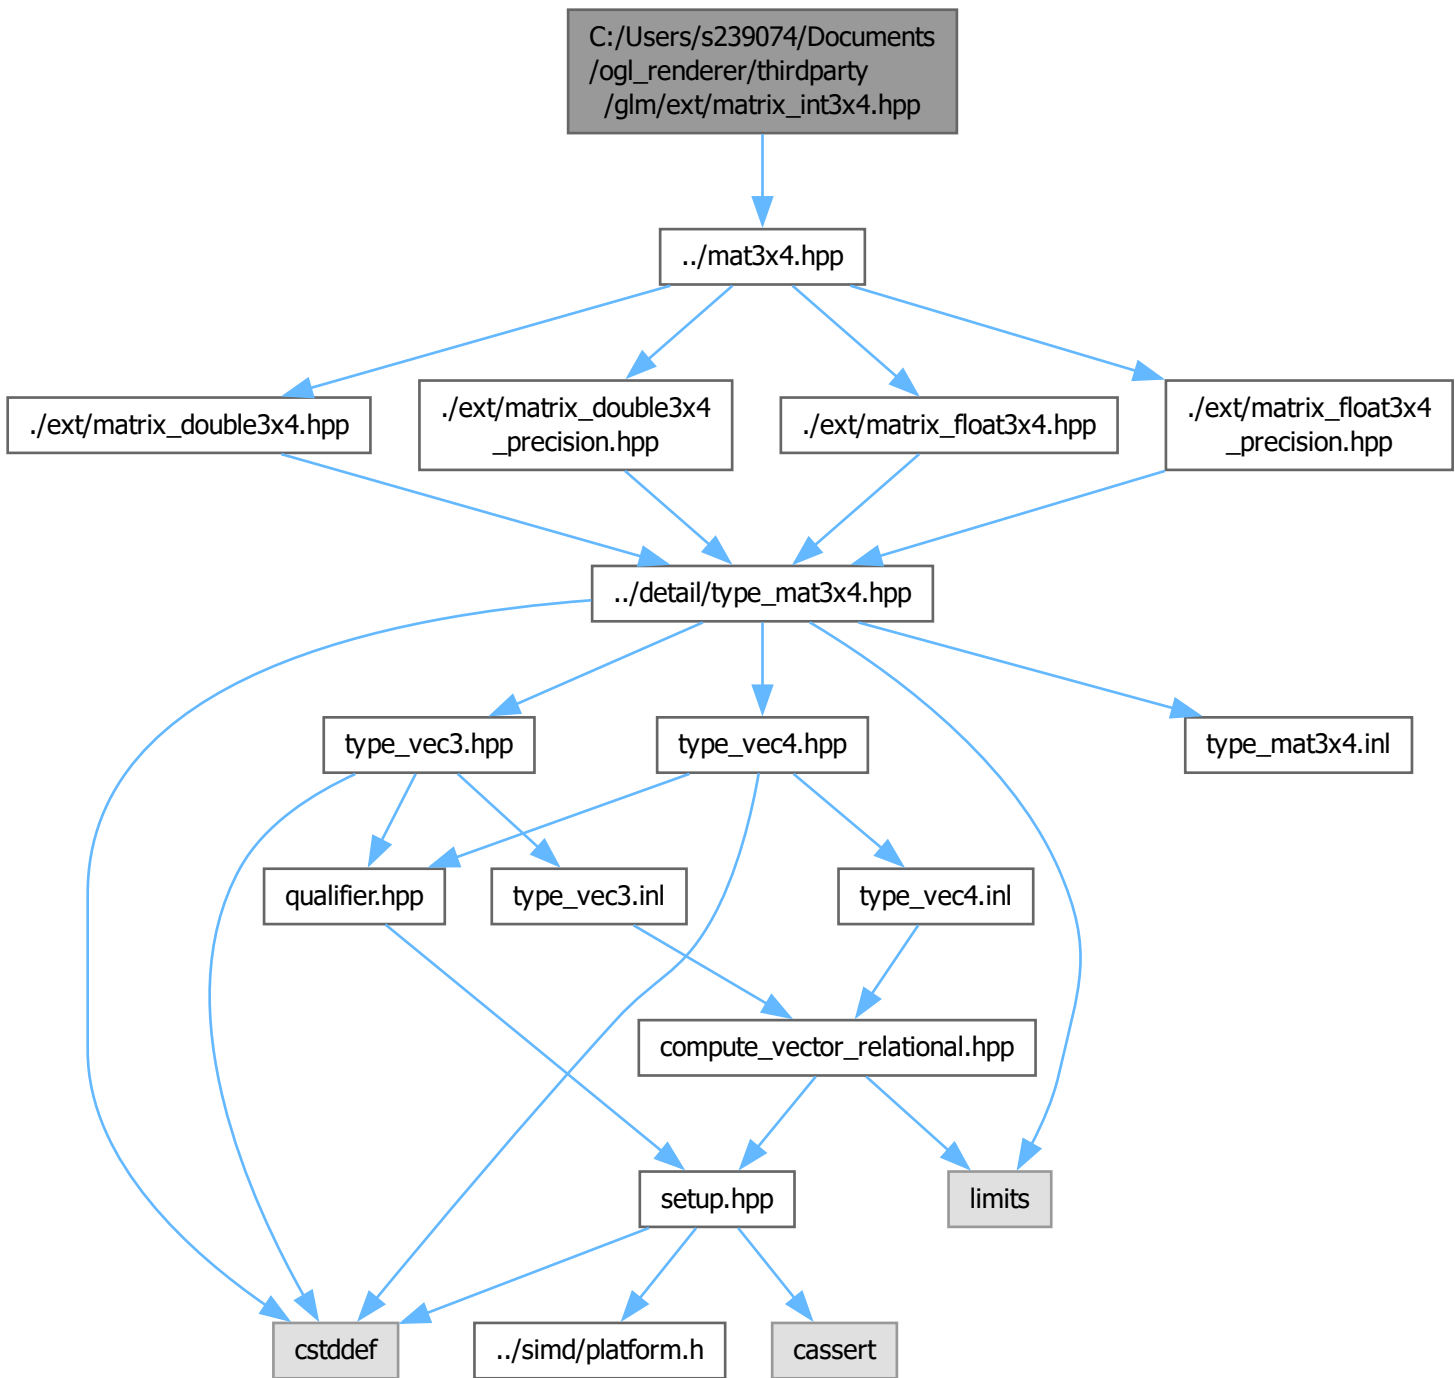 C:/Users/s239074/Documents
/ogl_renderer/thirdparty
/glm/ext/matrix_int3x4.hpp
../mat3x4.hpp
./ext/matrix_double3x4.hpp
./ext/matrix_double3x4
_precision.hpp
./ext/matrix_float3x4.hpp
./ext/matrix_float3x4
_precision.hpp
../detail/type_mat3x4.hpp
type_vec3.hpp
type_vec4.hpp
type_mat3x4.inl
qualifier.hpp
type_vec3.inl
type_vec4.inl
compute_vector_relational.hpp
setup.hpp
limits
cstddef
../simd/platform.h
cassert